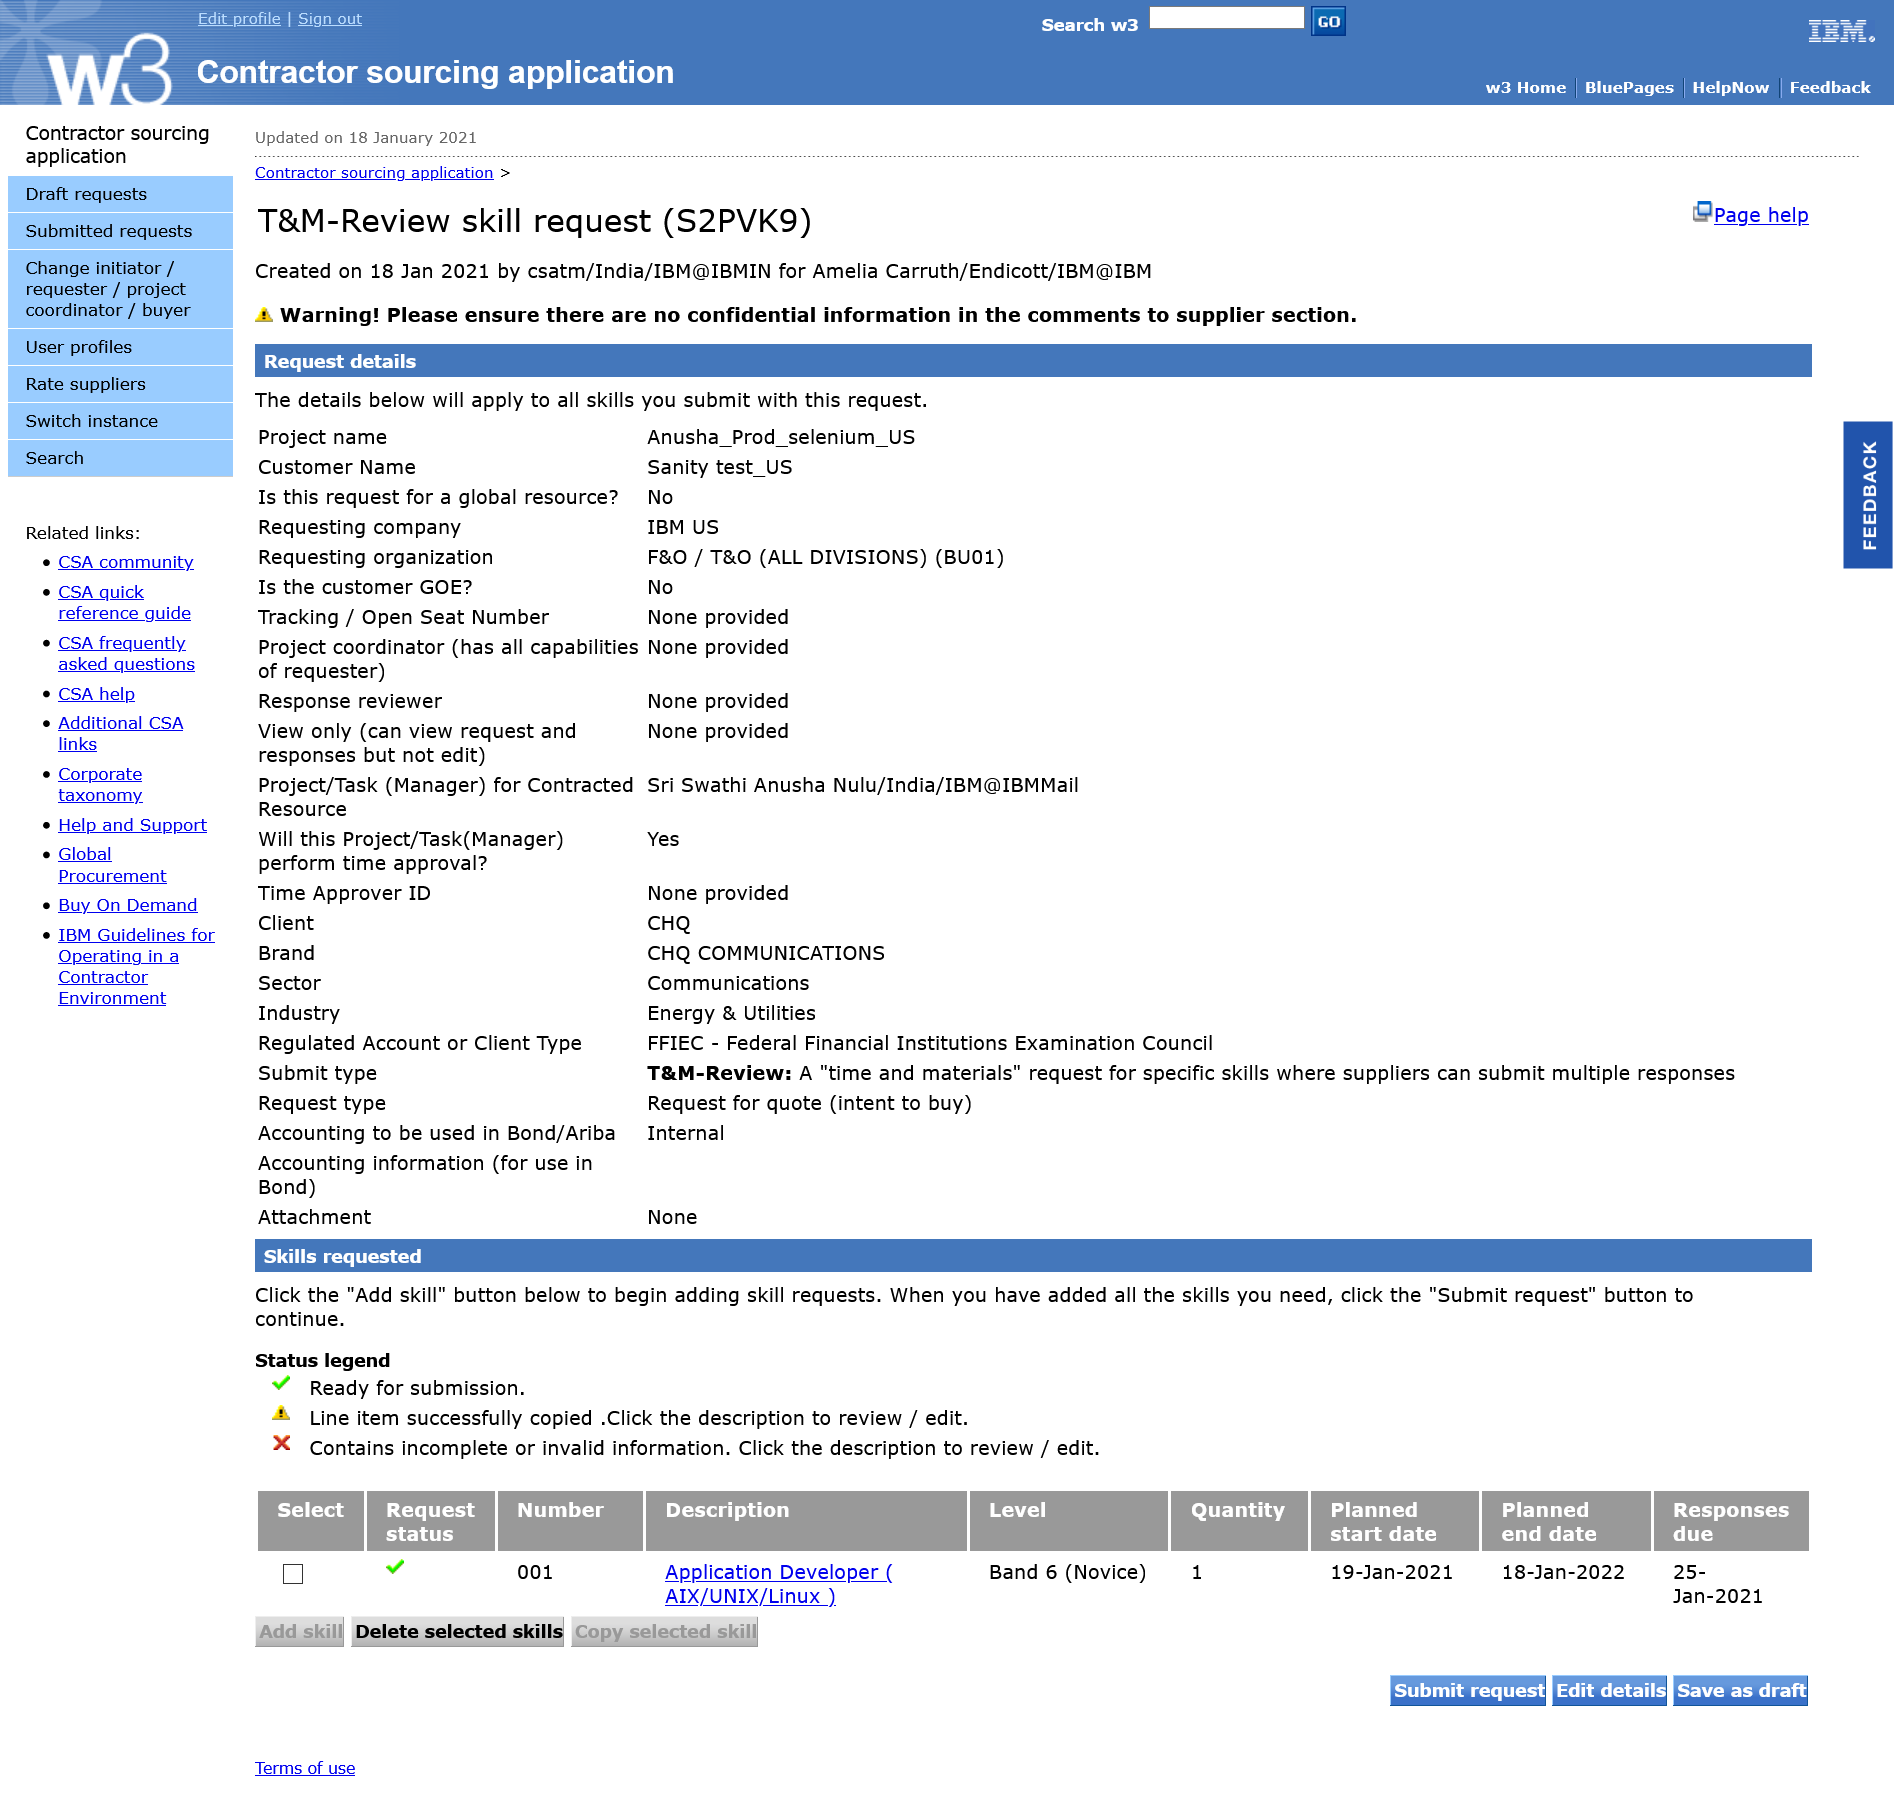 Edit profile | Sign out
Search w3
GO
IBM.
w3
Contractor sourcing application
w3 Home
BluePages
HelpNow
Feedback
Contractor sourcing
application
Draft requests
Submitted requests
Change initiator /
requester / project
coordinator / buyer
User profiles
Rate suppliers
Switch instance
Search
Related links:
CSA community
CSA quick
reference guide
CSA frequently
asked questions
CSA help
Additional CSA
links
Corporate
taxonomy
Help and Support
Global
Procurement
Buy On Demand
IBM Guidelines for
Operating in a
Contractor
Environment
Updated on 18 January 2021
Contractor sourcing application >
T&M-Review skill request (S2PVK9)
Page help
Created on 18 Jan 2021 by csatm/India/IBM@IBMIN for Amelia Carruth/Endicott/IBM@IBM
Warning! Please ensure there are no confidential information in the comments to supplier section.
Request details
The details below will apply to all skills you submit with this request.
Project name Anusha_Prod_selenium_US
Customer Name Sanity test_US
Is this request for a global resource? No
Requesting company IBM US
Requesting organization F&O / T&O (ALL DIVISIONS) (BU01)
Is the customer GOE? No
Tracking / Open Seat Number None provided
Project coordinator (has all capabilities None provided
of requester)
Response reviewer None provided
View only (can view request and None provided
responses but not edit)
Project/Task (Manager) for Contracted Sri Swathi Anusha Nulu/India/IBM@IBMMail
Resource
Will this Project/Task(Manager) Yes
perform time approval?
Time Approver ID None provided
Client CHQ
Brand CHQ COMMUNICATIONS
Sector Communications
Industry Energy & Utilities
Regulated Account or Client Type FFIEC - Federal Financial Institutions Examination Council
Submit type T&M-Review: A "time and materials" request for specific skills where suppliers can submit multiple responses
Request type Request for quote (intent to buy)
Accounting to be used in Bond/Ariba Internal
Accounting information (for use in
Bond)
Attachment None
FEEDBACK
Skills requested
Click the "Add skill" button below to begin adding skill requests. When you have added all the skills you need, click the "Submit request" button to
continue.
Status legend
Ready for submission.
Line item successfully copied .Click the description to review / edit.
Contains incomplete or invalid information. Click the description to review / edit.
Select Request Number Description Level Quantity Planned Planned Responses
status start date end date due
001 Application Developer ( Band 6 (Novice) 1 19-Jan-2021 18-Jan-2022 25-
AIX/UNIX/Linux ) Jan-2021
Add skill Delete selected skills Copy selected skill
Submit request Edit details Save as draft
Terms of use